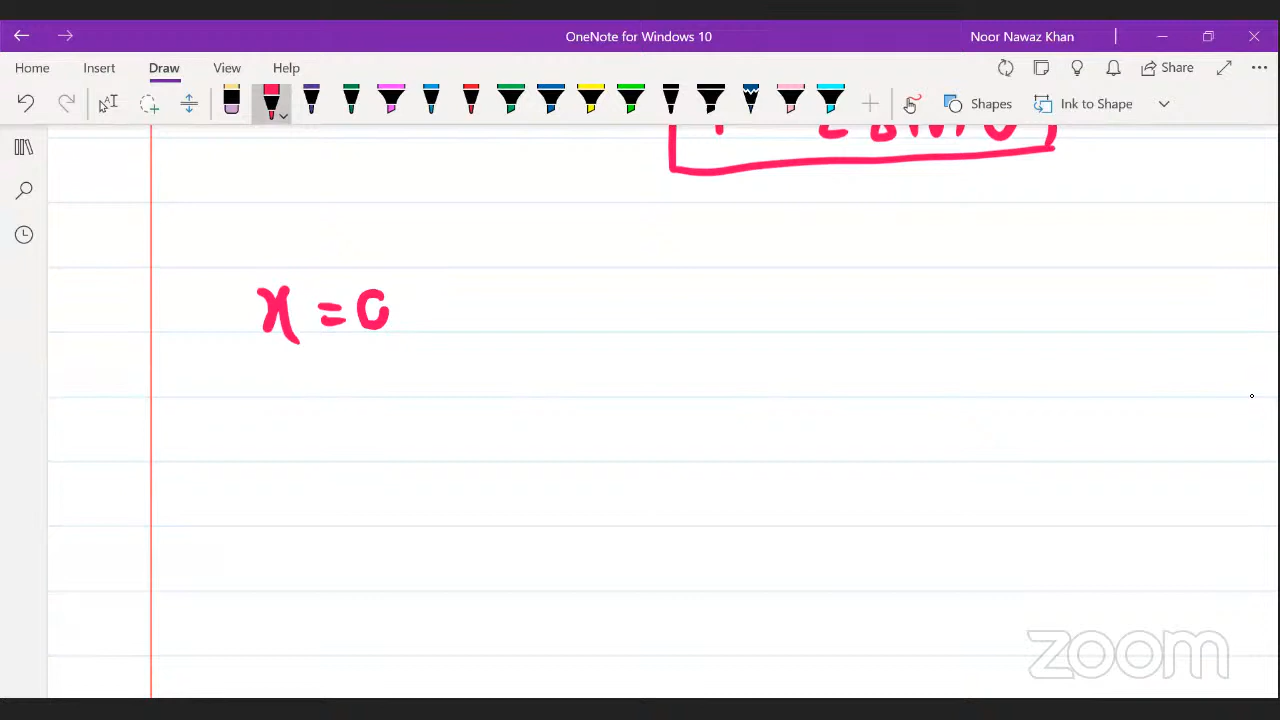 OneNote for Windows 10
Noor Nawaz Khan
Home Insert Draw View Help
Share
Shapes
Ink to Shape
x = 0
zoom